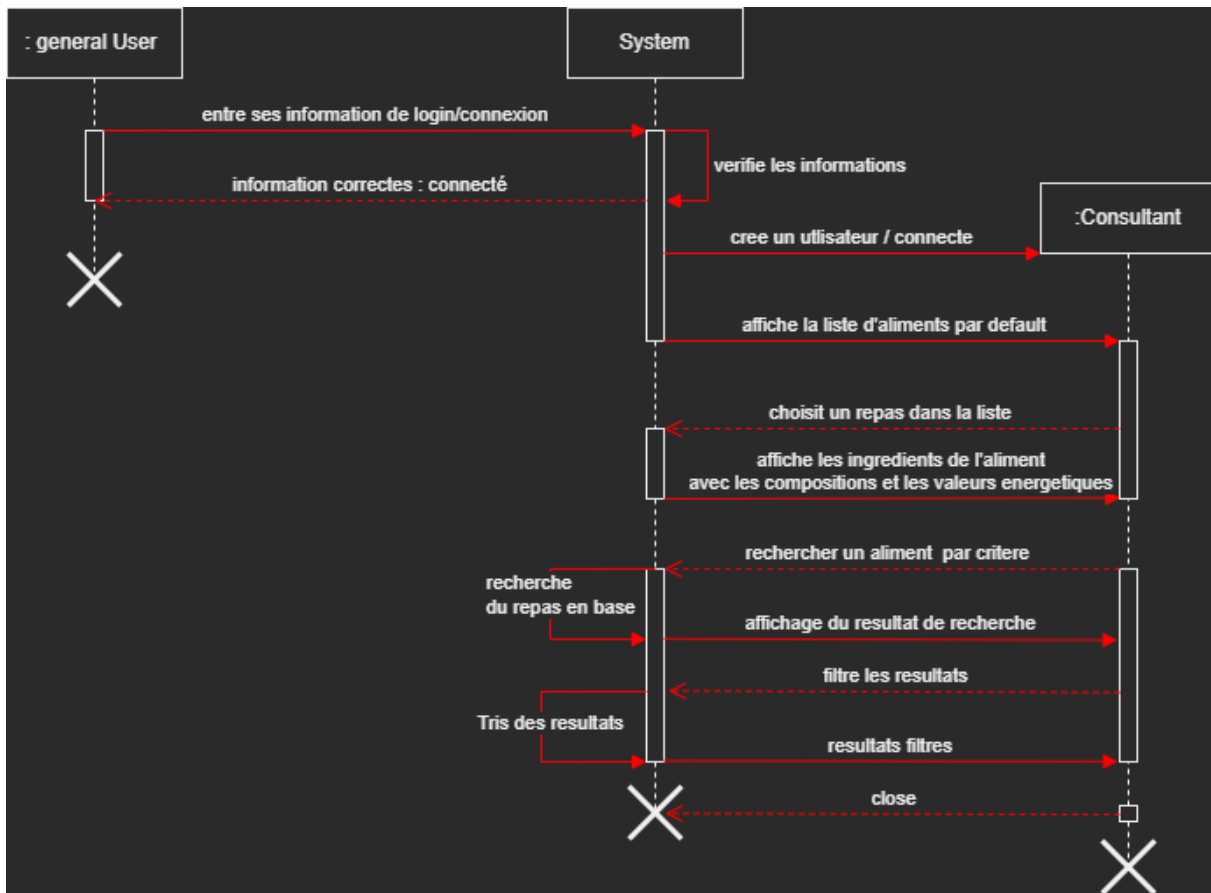 : general User
System
entre ses information de login/connexion
verifie les informations
information correctes : connecté
:Consultant
cree un utlisateur / connecte
affiche la liste d'aliments par default
choisit un repas dans la liste
affiche les ingredients de l'aliment
avec les compositions et les valeurs energetiques
rechercher un aliment par critere
recherche
du repas en base
affichage du resultat de recherche
filtre les resultats
Tris des resultats
resultats filtres
close